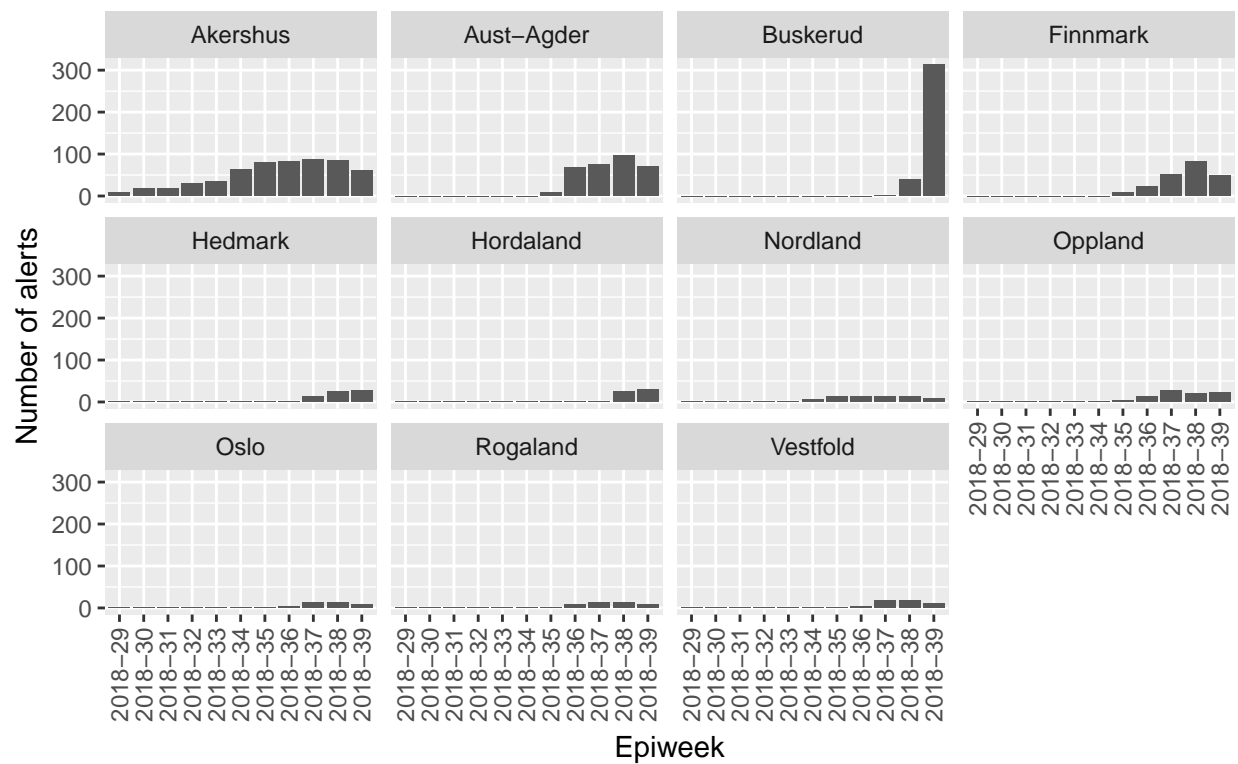 Akershus Aust−Agder Buskerud Finnmark
300
200
100
0
Hedmark Hordaland Nordland Oppland
300
200
100
0
Oslo Rogaland Vestfold
2018−29 2018−30 2018−31 2018−32 2018−33 2018−34 2018−35 2018−36 2018−37 2018−38 2018−39
300
200
100
0
2018−29 2018−30 2018−31 2018−32 2018−33 2018−34 2018−35 2018−36 2018−37 2018−38 2018−39
2018−29 2018−30 2018−31 2018−32 2018−33 2018−34 2018−35 2018−36 2018−37 2018−38 2018−39
2018−29 2018−30 2018−31 2018−32 2018−33 2018−34 2018−35 2018−36 2018−37 2018−38 2018−39
Epiweek
Number of alerts